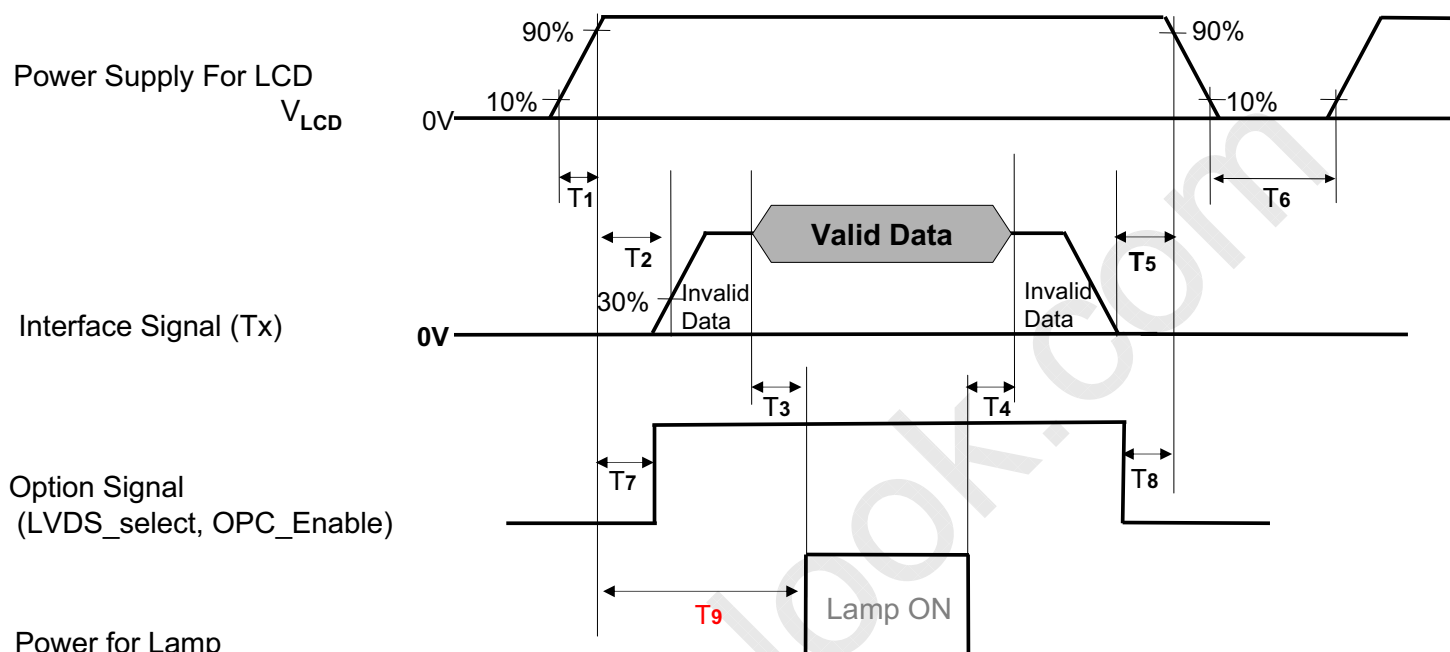 90%
90%
Power Supply For LCD
10%
10%
VLCD
0V
T1
T6
Valid Data
T2
T5
30%
Invalid
Data
Invalid
Data
Interface Signal (Tx)
0V
T3
T4
T7
T8
Option Signal
(LVDS_select, OPC_Enable)
T9
Lamp ON
Power for Lamp
look.com